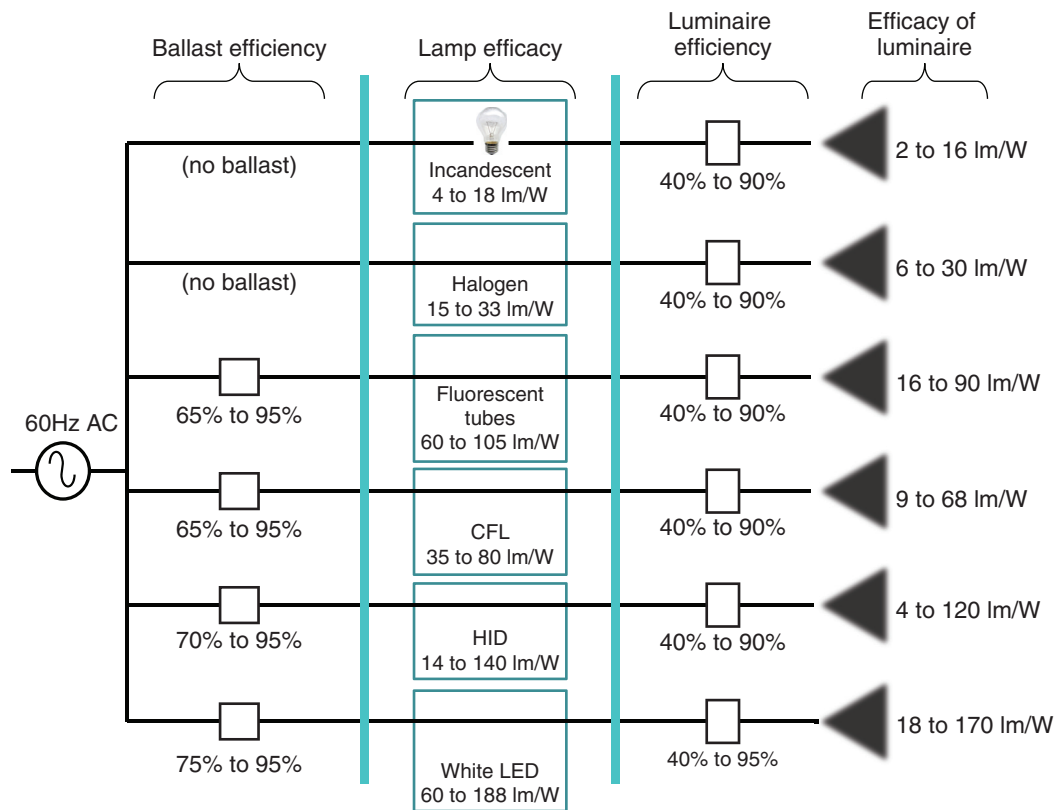 Ballast efficiency
Lamp efficacy
Luminaire
efficiency
Efficacy of
luminaire
(no ballast)
Incandescent
4 to 18 lm/W
40% to 90%
2 to 16 lm/W
(no ballast)
Halogen
15 to 33 lm/W
40% to 90%
6 to 30 lm/W
65% to 95%
Fluorescent
tubes
60 to 105 lm/W
40% to 90%
16 to 90 lm/W
60Hz AC
65% to 95%
CFL
35 to 80 lm/W
40% to 90%
9 to 68 lm/W
70% to 95%
HID
14 to 140 lm/W
40% to 90%
4 to 120 lm/W
75% to 95%
White LED
60 to 188 lm/W
40% to 95%
18 to 170 lm/W